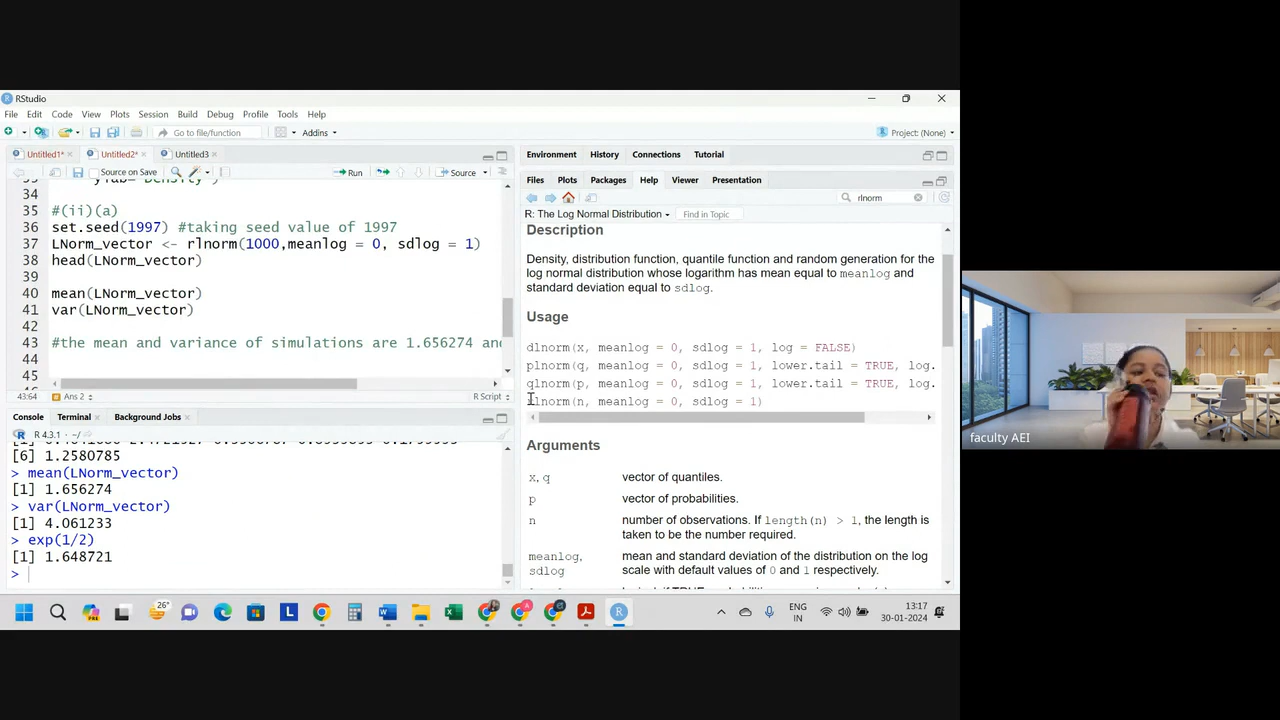 RStudio
File Edit Code View Plots Session Build Debug Profile Tools Help
Go to file/function
Addins
Project: (None)
Untitled1*
Untitled2*
Untitled3
Source on Save
Run
Source
34
35 #(ii)(a)
36 set.seed(1997) #taking seed value of 1997
37 LNorm_vector <- rlnorm(1000,meanlog = 0, sdlog = 1)
38 head(LNorm_vector)
39
40 mean(LNorm_vector)
41 var(LNorm_vector)
42
43 #the mean and variance of simulations are 1.656274 and
44
45
43:64 Ans 2 R Script
Console Terminal Background Jobs
R 4.3.1 · ~/
[6] 1.2580785
> mean(LNorm_vector)
[1] 1.656274
> var(LNorm_vector)
[1] 4.061233
> exp(1/2)
[1] 1.648721
>
Environment History Connections Tutorial
Files Plots Packages Help Viewer Presentation
rlnorm
R: The Log Normal Distribution
Find in Topic
Description
Density, distribution function, quantile function and random generation for the
log normal distribution whose logarithm has mean equal to meanlog and
standard deviation equal to sdlog.
Usage
dlnorm(x, meanlog = 0, sdlog = 1, log = FALSE)
plnorm(q, meanlog = 0, sdlog = 1, lower.tail = TRUE, log.
qlnorm(p, meanlog = 0, sdlog = 1, lower.tail = TRUE, log.
rlnorm(n, meanlog = 0, sdlog = 1)
Arguments
x, q vector of quantiles.
p vector of probabilities.
n number of observations. If length(n) > 1, the length is
taken to be the number required.
meanlog, mean and standard deviation of the distribution on the log
sdlog scale with default values of 0 and 1 respectively.
faculty AEI
26°
ENG
IN
13:17
30-01-2024